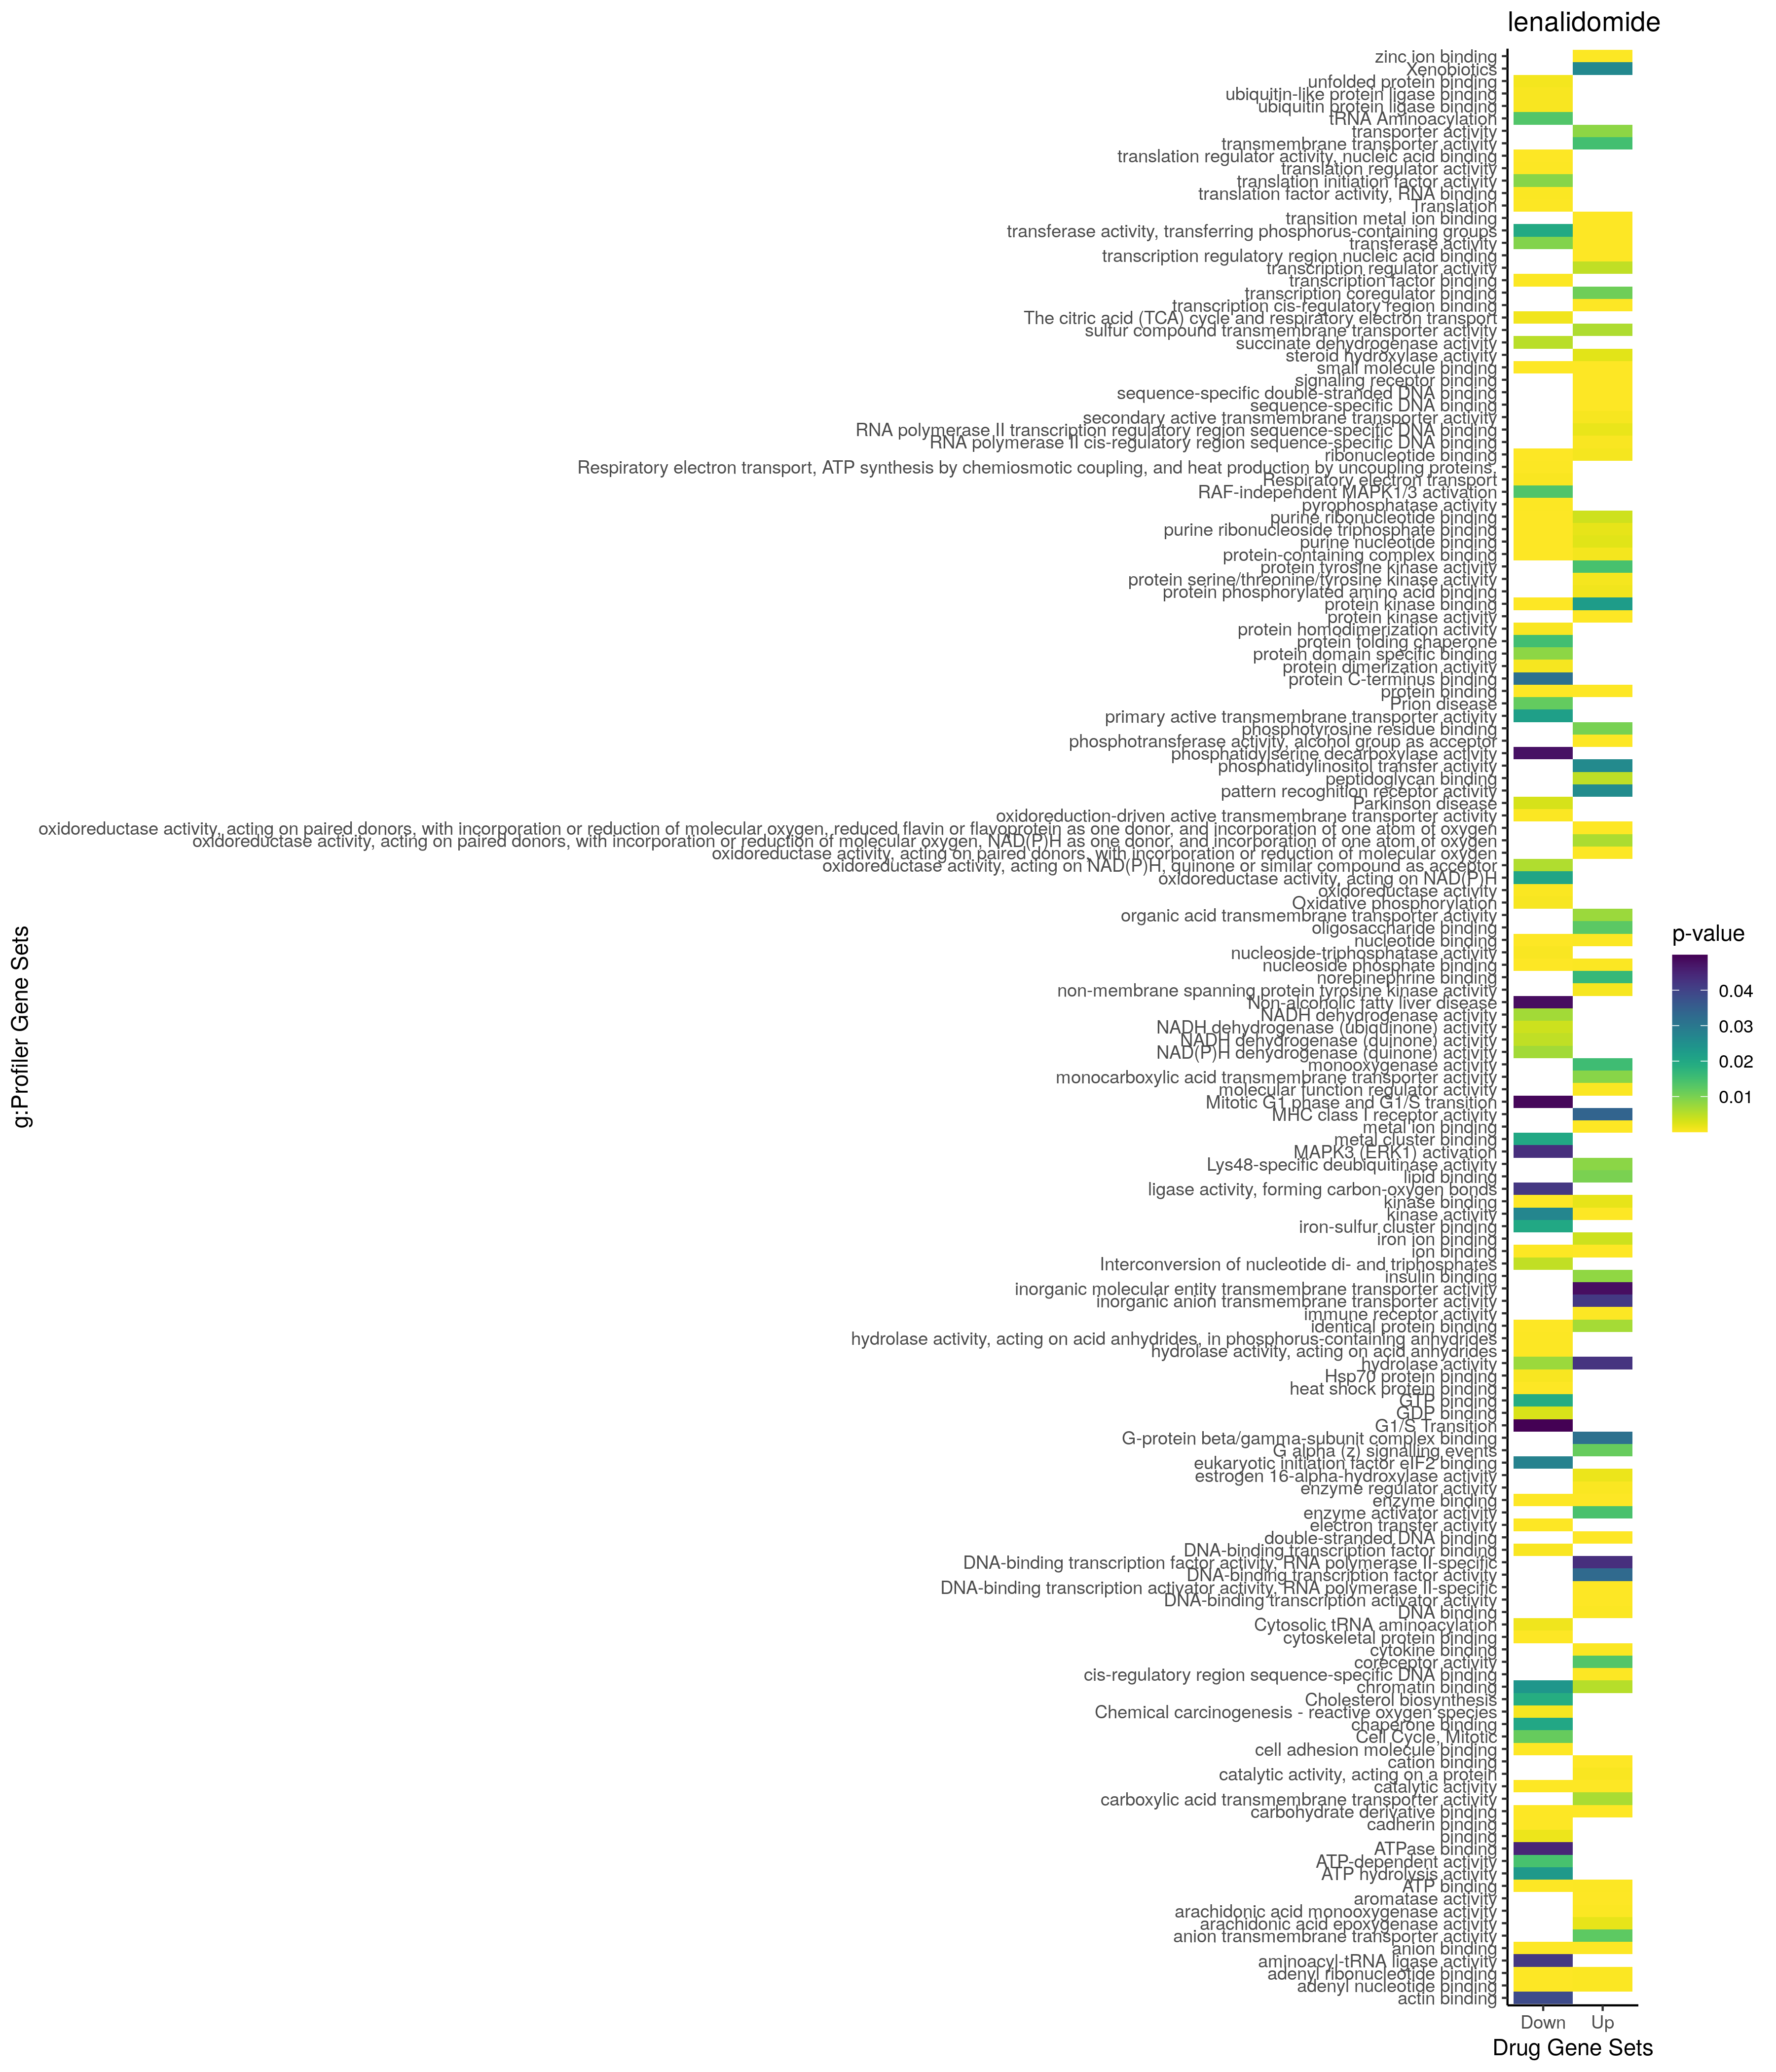 lenalidomide
zinc ion binding
Xenobiotics
unfolded protein binding
ubiquitin-like protein ligase binding
ubiquitin protein ligase binding
tRNA Aminoacylation
transporter activity
transmembrane transporter activity
translation regulator activity, nucleic acid binding
translation regulator activity
translation initiation factor activity
translation factor activity, RNA binding
Translation
transition metal ion binding
transferase activity, transferring phosphorus-containing groups
transferase activity
transcription regulatory region nucleic acid binding
transcription regulator activity
transcription factor binding
transcription coregulator binding
transcription cis-regulatory region binding
The citric acid (TCA) cycle and respiratory electron transport
sulfur compound transmembrane transporter activity
succinate dehydrogenase activity
steroid hydroxylase activity
small molecule binding
signaling receptor binding
sequence-specific double-stranded DNA binding
sequence-specific DNA binding
secondary active transmembrane transporter activity
RNA polymerase II transcription regulatory region sequence-specific DNA binding
RNA polymerase II cis-regulatory region sequence-specific DNA binding
ribonucleotide binding
Respiratory electron transport, ATP synthesis by chemiosmotic coupling, and heat production by uncoupling proteins.
Respiratory electron transport
RAF-independent MAPK1/3 activation
pyrophosphatase activity
purine ribonucleotide binding
purine ribonucleoside triphosphate binding
purine nucleotide binding
protein-containing complex binding
protein tyrosine kinase activity
protein serine/threonine/tyrosine kinase activity
protein phosphorylated amino acid binding
protein kinase binding
protein kinase activity
protein homodimerization activity
protein folding chaperone
protein domain specific binding
protein dimerization activity
protein C-terminus binding
protein binding
Prion disease
primary active transmembrane transporter activity
phosphotyrosine residue binding
phosphotransferase activity, alcohol group as acceptor
phosphatidylserine decarboxylase activity
phosphatidylinositol transfer activity
peptidoglycan binding
pattern recognition receptor activity
Parkinson disease
oxidoreduction-driven active transmembrane transporter activity
oxidoreductase activity, acting on paired donors, with incorporation or reduction of molecular oxygen, reduced flavin or flavoprotein as one donor, and incorporation of one atom of oxygen
oxidoreductase activity, acting on paired donors, with incorporation or reduction of molecular oxygen, NAD(P)H as one donor, and incorporation of one atom of oxygen
oxidoreductase activity, acting on paired donors, with incorporation or reduction of molecular oxygen
oxidoreductase activity, acting on NAD(P)H, quinone or similar compound as acceptor
oxidoreductase activity, acting on NAD(P)H
oxidoreductase activity
Oxidative phosphorylation
organic acid transmembrane transporter activity
oligosaccharide binding
nucleotide binding
nucleoside-triphosphatase activity
nucleoside phosphate binding
norepinephrine binding
non-membrane spanning protein tyrosine kinase activity
Non-alcoholic fatty liver disease
NADH dehydrogenase activity
NADH dehydrogenase (ubiquinone) activity
NADH dehydrogenase (quinone) activity
NAD(P)H dehydrogenase (quinone) activity
monooxygenase activity
monocarboxylic acid transmembrane transporter activity
molecular function regulator activity
Mitotic G1 phase and G1/S transition
MHC class I receptor activity
metal ion binding
metal cluster binding
MAPK3 (ERK1) activation
Lys48-specific deubiquitinase activity
lipid binding
ligase activity, forming carbon-oxygen bonds
kinase binding
kinase activity
iron-sulfur cluster binding
iron ion binding
ion binding
Interconversion of nucleotide di- and triphosphates
insulin binding
inorganic molecular entity transmembrane transporter activity
inorganic anion transmembrane transporter activity
immune receptor activity
identical protein binding
hydrolase activity, acting on acid anhydrides, in phosphorus-containing anhydrides
hydrolase activity, acting on acid anhydrides
hydrolase activity
Hsp70 protein binding
heat shock protein binding
GTP binding
GDP binding
G1/S Transition
G-protein beta/gamma-subunit complex binding
G alpha (z) signalling events
eukaryotic initiation factor eIF2 binding
estrogen 16-alpha-hydroxylase activity
enzyme regulator activity
enzyme binding
enzyme activator activity
electron transfer activity
double-stranded DNA binding
DNA-binding transcription factor binding
DNA-binding transcription factor activity, RNA polymerase II-specific
DNA-binding transcription factor activity
DNA-binding transcription activator activity, RNA polymerase II-specific
DNA-binding transcription activator activity
DNA binding
Cytosolic tRNA aminoacylation
cytoskeletal protein binding
cytokine binding
coreceptor activity
cis-regulatory region sequence-specific DNA binding
chromatin binding
Cholesterol biosynthesis
Chemical carcinogenesis - reactive oxygen species
chaperone binding
Cell Cycle, Mitotic
cell adhesion molecule binding
cation binding
catalytic activity, acting on a protein
catalytic activity
carboxylic acid transmembrane transporter activity
carbohydrate derivative binding
cadherin binding
binding
ATPase binding
ATP-dependent activity
ATP hydrolysis activity
ATP binding
aromatase activity
arachidonic acid monooxygenase activity
arachidonic acid epoxygenase activity
anion transmembrane transporter activity
anion binding
aminoacyl-tRNA ligase activity
adenyl ribonucleotide binding
adenyl nucleotide binding
actin binding
Down Up
Drug Gene Sets
g:Profiler Gene Sets
p-value
0.04
0.03
0.02
0.01